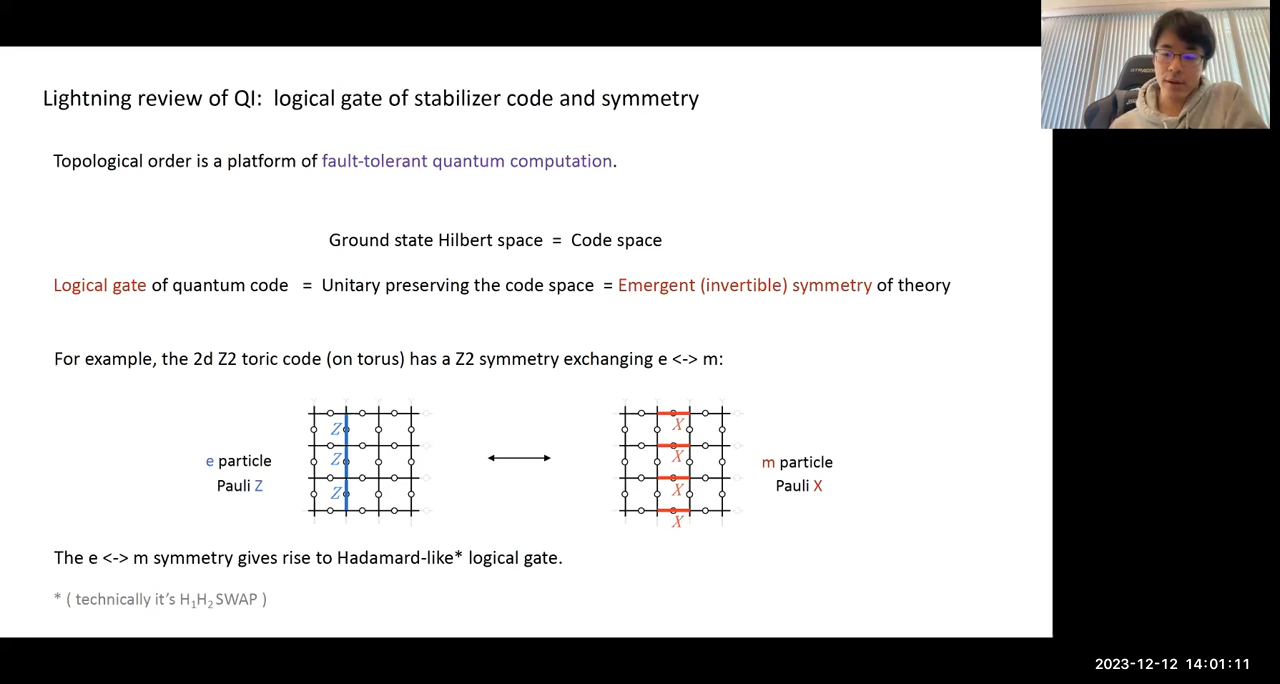 Lightning review of QI: logical gate of stabilizer code and symmetry
Topological order is a platform of fault-tolerant quantum computation.
Ground state Hilbert space = Code space
Logical gate of quantum code = Unitary preserving the code space = Emergent (invertible) symmetry of theory
For example, the 2d Z2 toric code (on torus) has a Z2 symmetry exchanging e <-> m:
Z
Z
Z
e particle
Pauli Z
X
X
X
X
m particle
Pauli X
The e <-> m symmetry gives rise to Hadamard-like* logical gate.
* ( technically it's H₁H₂ SWAP )
2023-12-12 14:01:11